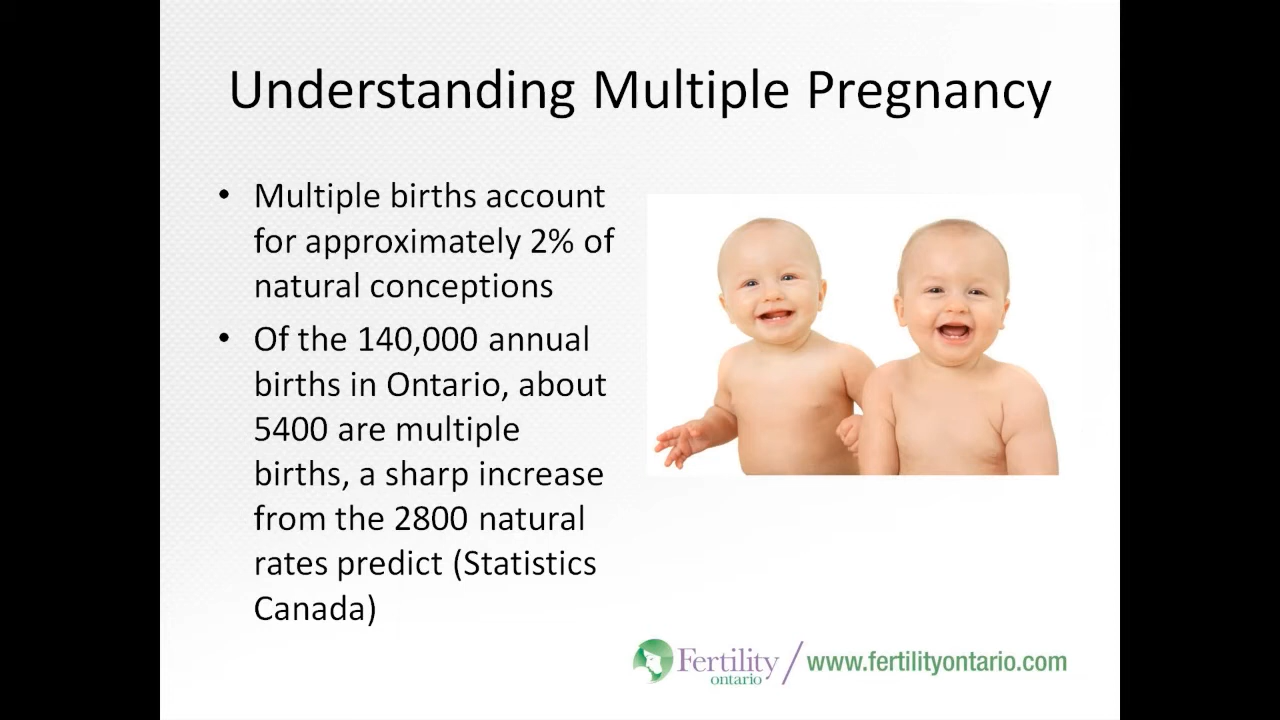 Understanding Multiple Pregnancy
• Multiple births account
for approximately 2% of
natural conceptions
• Of the 140,000 annual
births in Ontario, about
5400 are multiple
births, a sharp increase
from the 2800 natural
rates predict (Statistics
Canada)
Fertility
ontario
/ www.fertilityontario.com